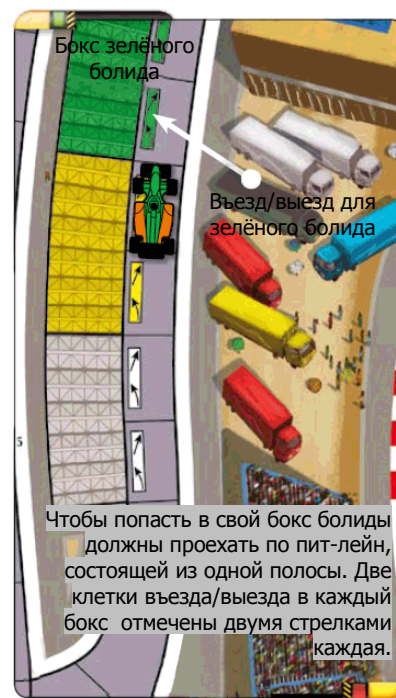 Бокс зелёного
болида
Въезд/выезд для
зелёного болида
5
Чтобы попасть в свой бокс болиды
должны проехать по пит-лейн,
состоящей из одной полосы. Две
клетки въезда/выезда в каждый
бокс отмечены двумя стрелками
каждая.